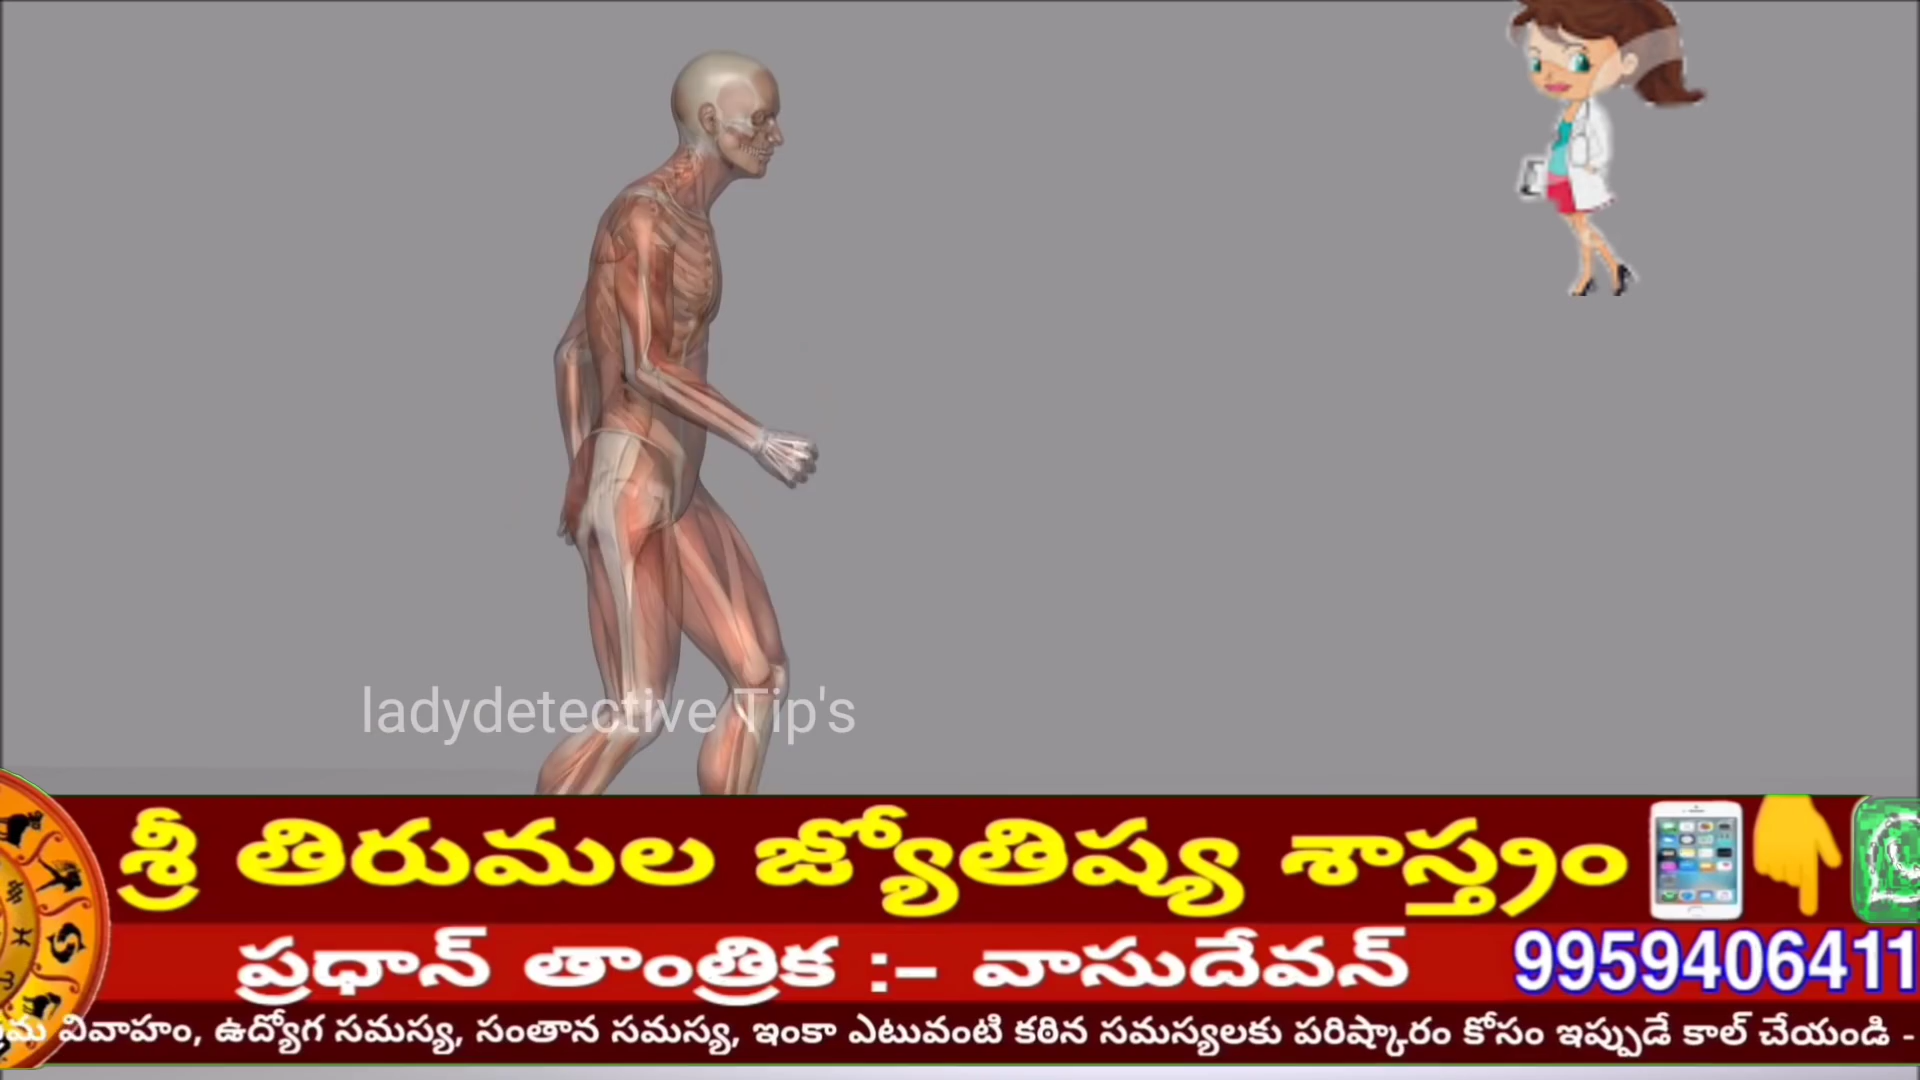 ladydetective Tip's
శ్రీ తిరుమల జ్యోతిష్య శాస్త్రం
ప్రధాన్ తాంత్రిక :– వాసుదేవన్ 9959406411
వివాహం, ఉద్యోగ సమస్య, సంతాన సమస్య, ఇంకా ఎటువంటి కఠిన సమస్యలకు పరిష్కారం కోసం ఇప్పుడే కాల్ చేయండి -